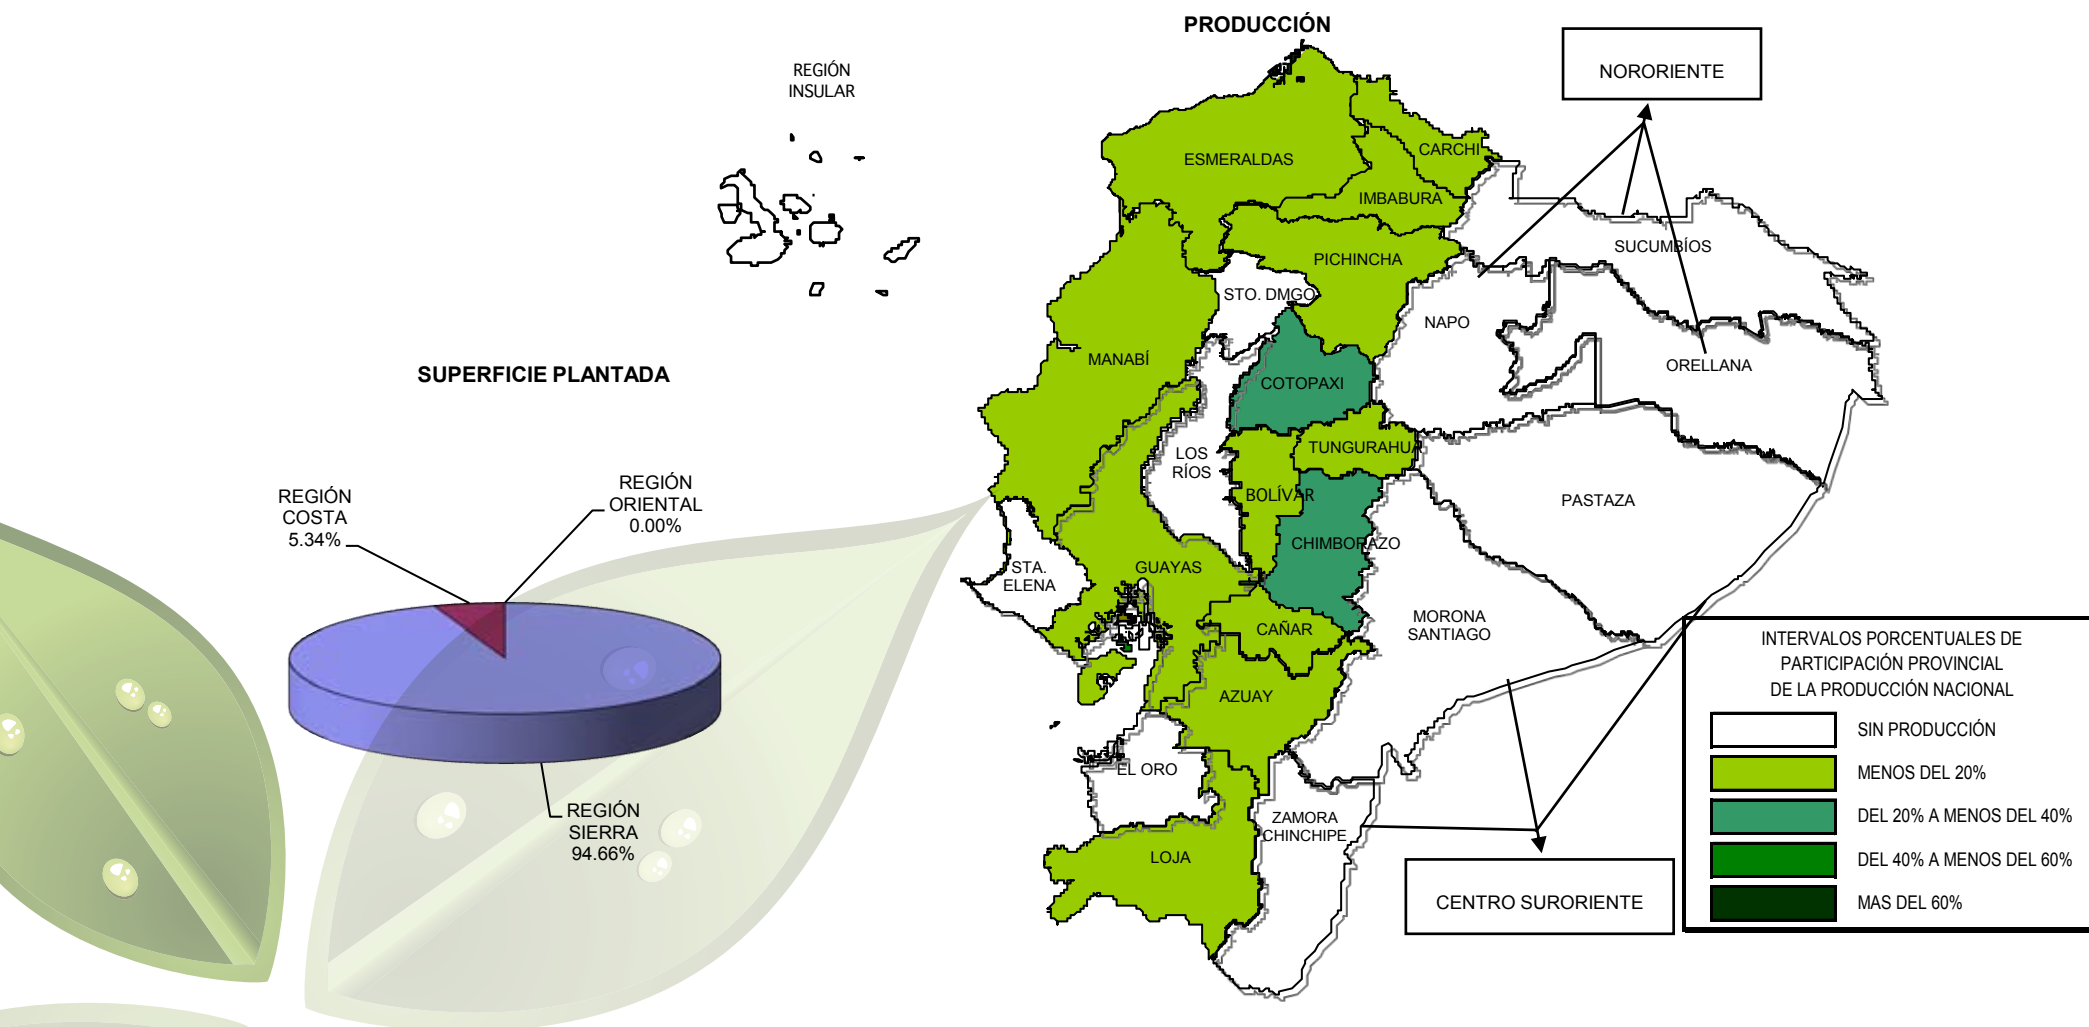 PRODUCCIÓN
REGIÓN
INSULAR
NORORIENTE
ESMERALDAS
CARCHI
IMBABURA
SUCUMBÍOS
PICHINCHA
STO. DMGO
NAPO
ORELLANA
MANABÍ
COTOPAXI
TUNGURAHUA
LOS
RÍOS
BOLÍVAR
PASTAZA
CHIMBORAZO
STA.
ELENA
GUAYAS
MORONA
SANTIAGO
CAÑAR
AZUAY
EL ORO
ZAMORA
CHINCHIPE
LOJA
CENTRO SURORIENTE
SUPERFICIE PLANTADA
REGIÓN
COSTA
5.34%
REGIÓN
ORIENTAL
0.00%
REGIÓN
SIERRA
94.66%
INTERVALOS PORCENTUALES DE
PARTICIPACIÓN PROVINCIAL
DE LA PRODUCCIÓN NACIONAL
SIN PRODUCCIÓN
MENOS DEL 20%
DEL 20% A MENOS DEL 40%
DEL 40% A MENOS DEL 60%
MAS DEL 60%